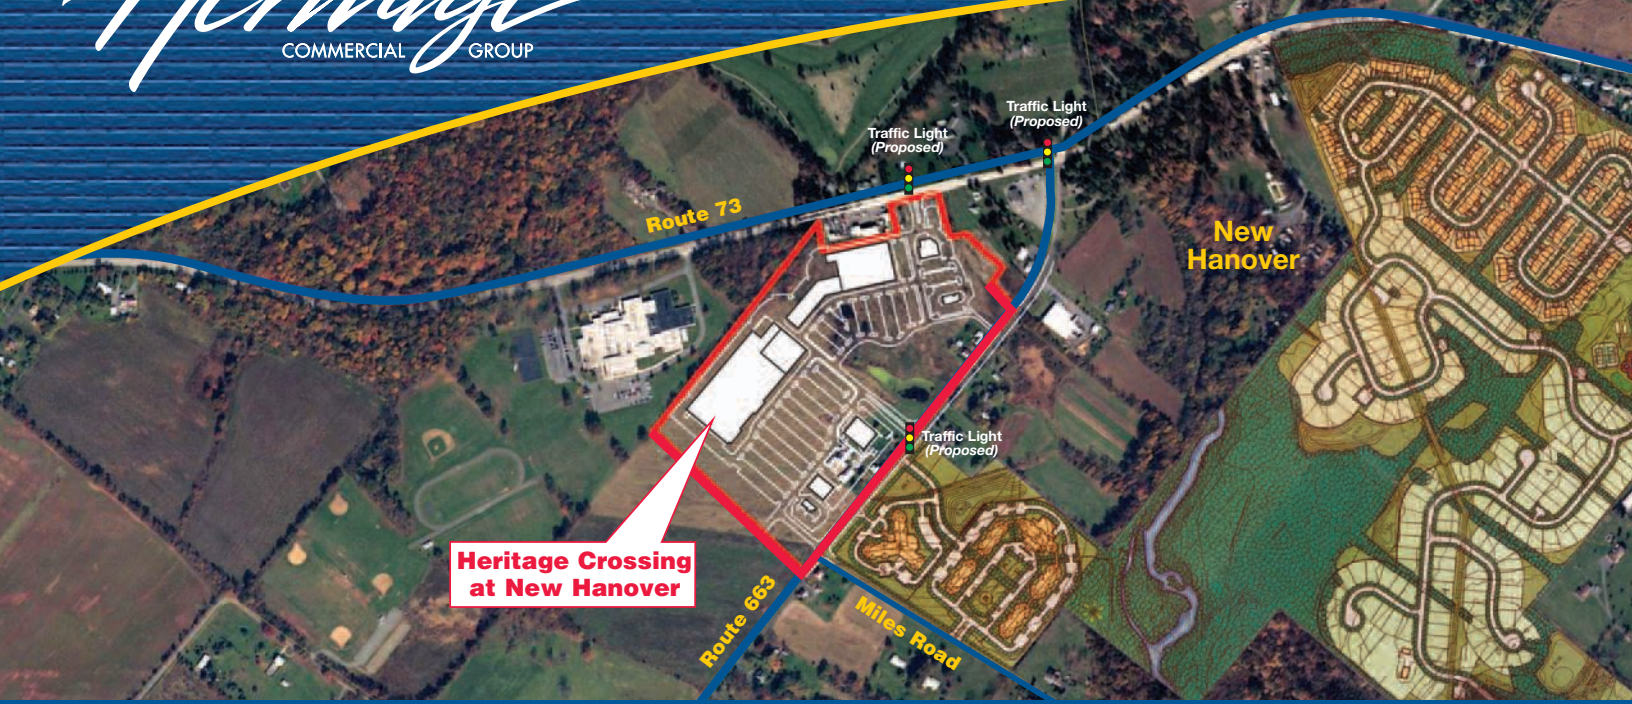 Heritage
COMMERCIAL GROUP
Traffic Light
(Proposed)
Traffic Light
(Proposed)
Route 73
New
Hanover
Traffic Light
(Proposed)
Heritage Crossing
at New Hanover
Route 663
Miles Road